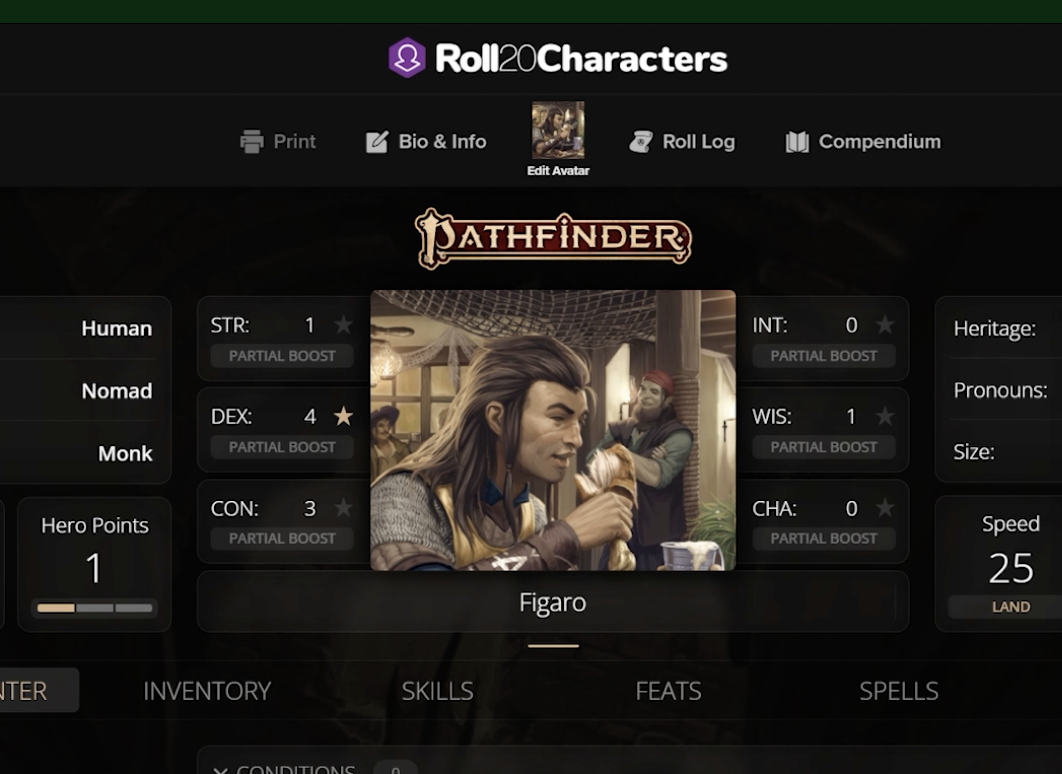 Roll20Characters
Print
Bio & Info
Edit Avatar
Roll Log
Compendium
PATHFINDER
Human
Nomad
Monk
STR: 1
PARTIAL BOOST
DEX: 4
PARTIAL BOOST
CON: 3
PARTIAL BOOST
INT: 0
PARTIAL BOOST
WIS: 1
PARTIAL BOOST
CHA: 0
PARTIAL BOOST
Heritage:
Pronouns:
Size:
Hero Points
1
Figaro
Speed
25
LAND
NTER
INVENTORY
SKILLS
FEATS
SPELLS
CONDITIONS 0